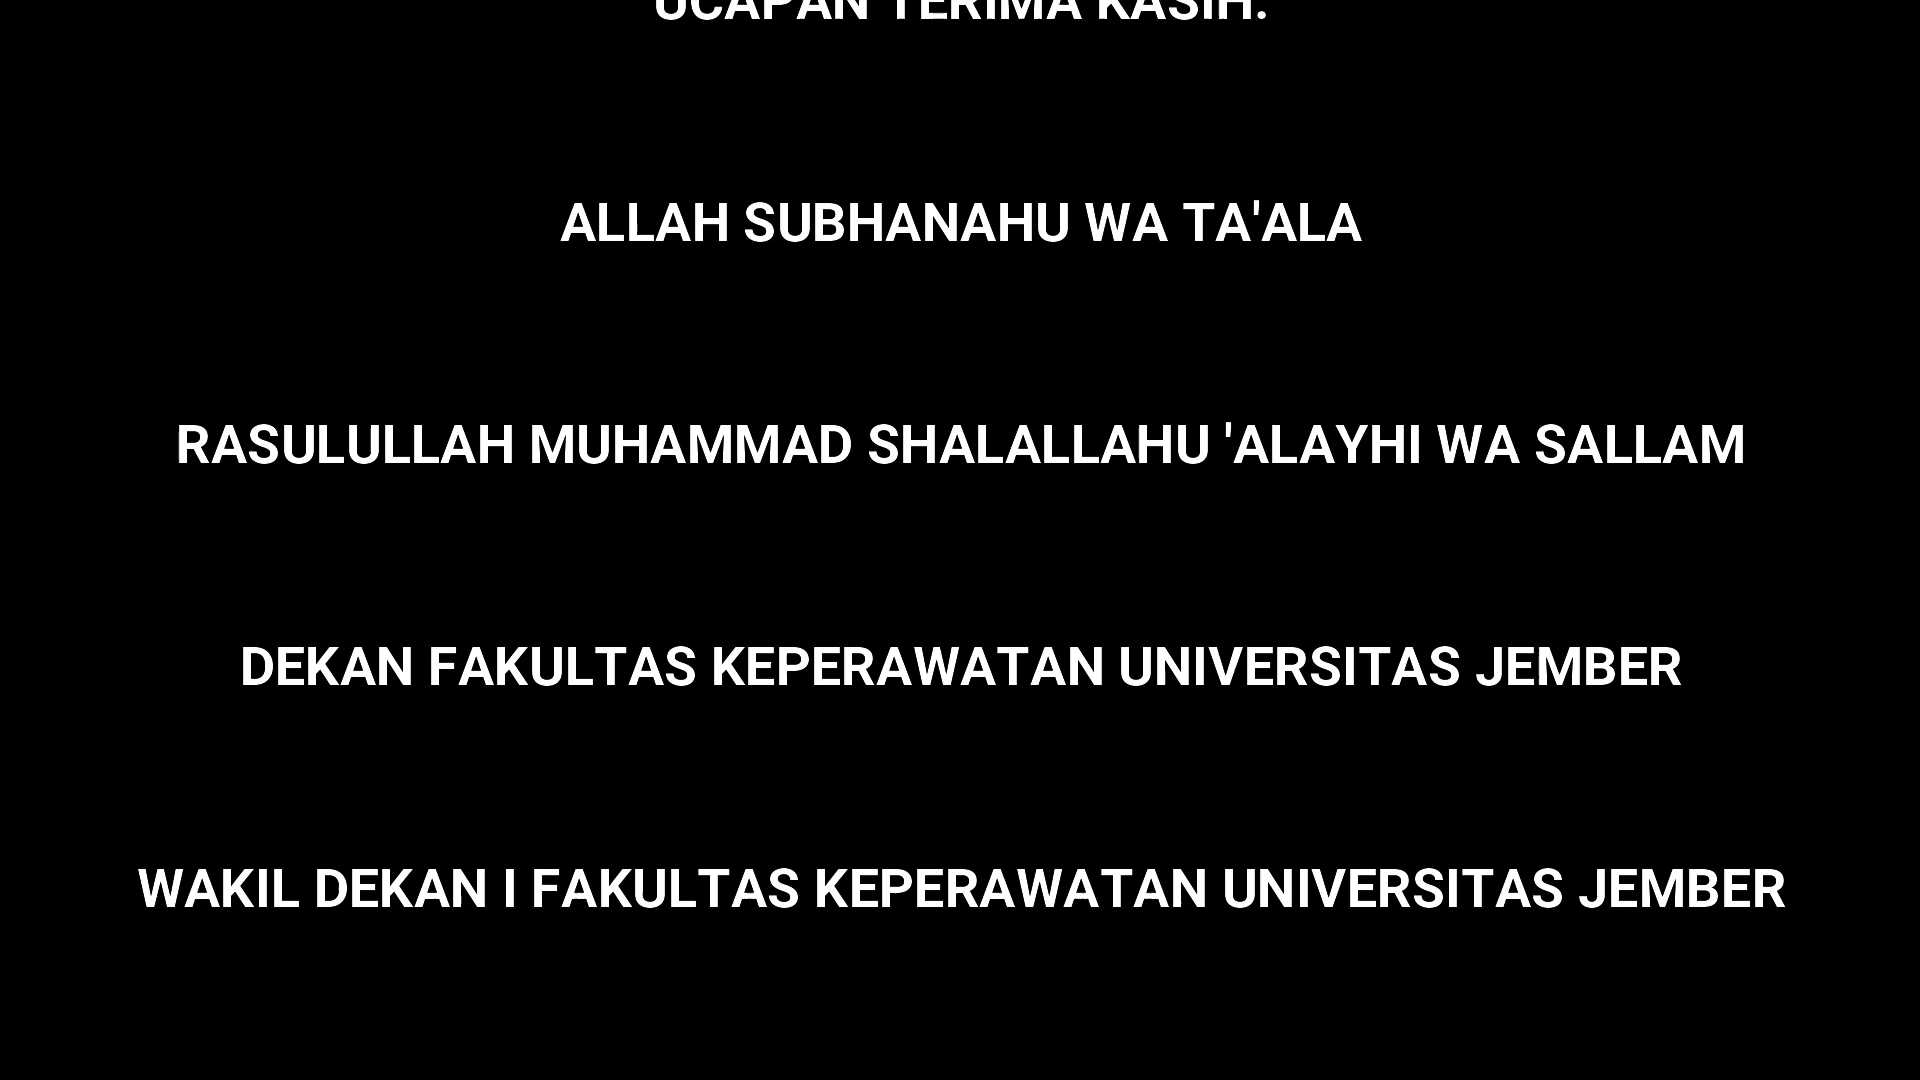 UCAPAN TERIMA KASIH:
ALLAH SUBHANAHU WA TA'ALA
RASULULLAH MUHAMMAD SHALALLAHU 'ALAYHI WA SALLAM
DEKAN FAKULTAS KEPERAWATAN UNIVERSITAS JEMBER
WAKIL DEKAN I FAKULTAS KEPERAWATAN UNIVERSITAS JEMBER